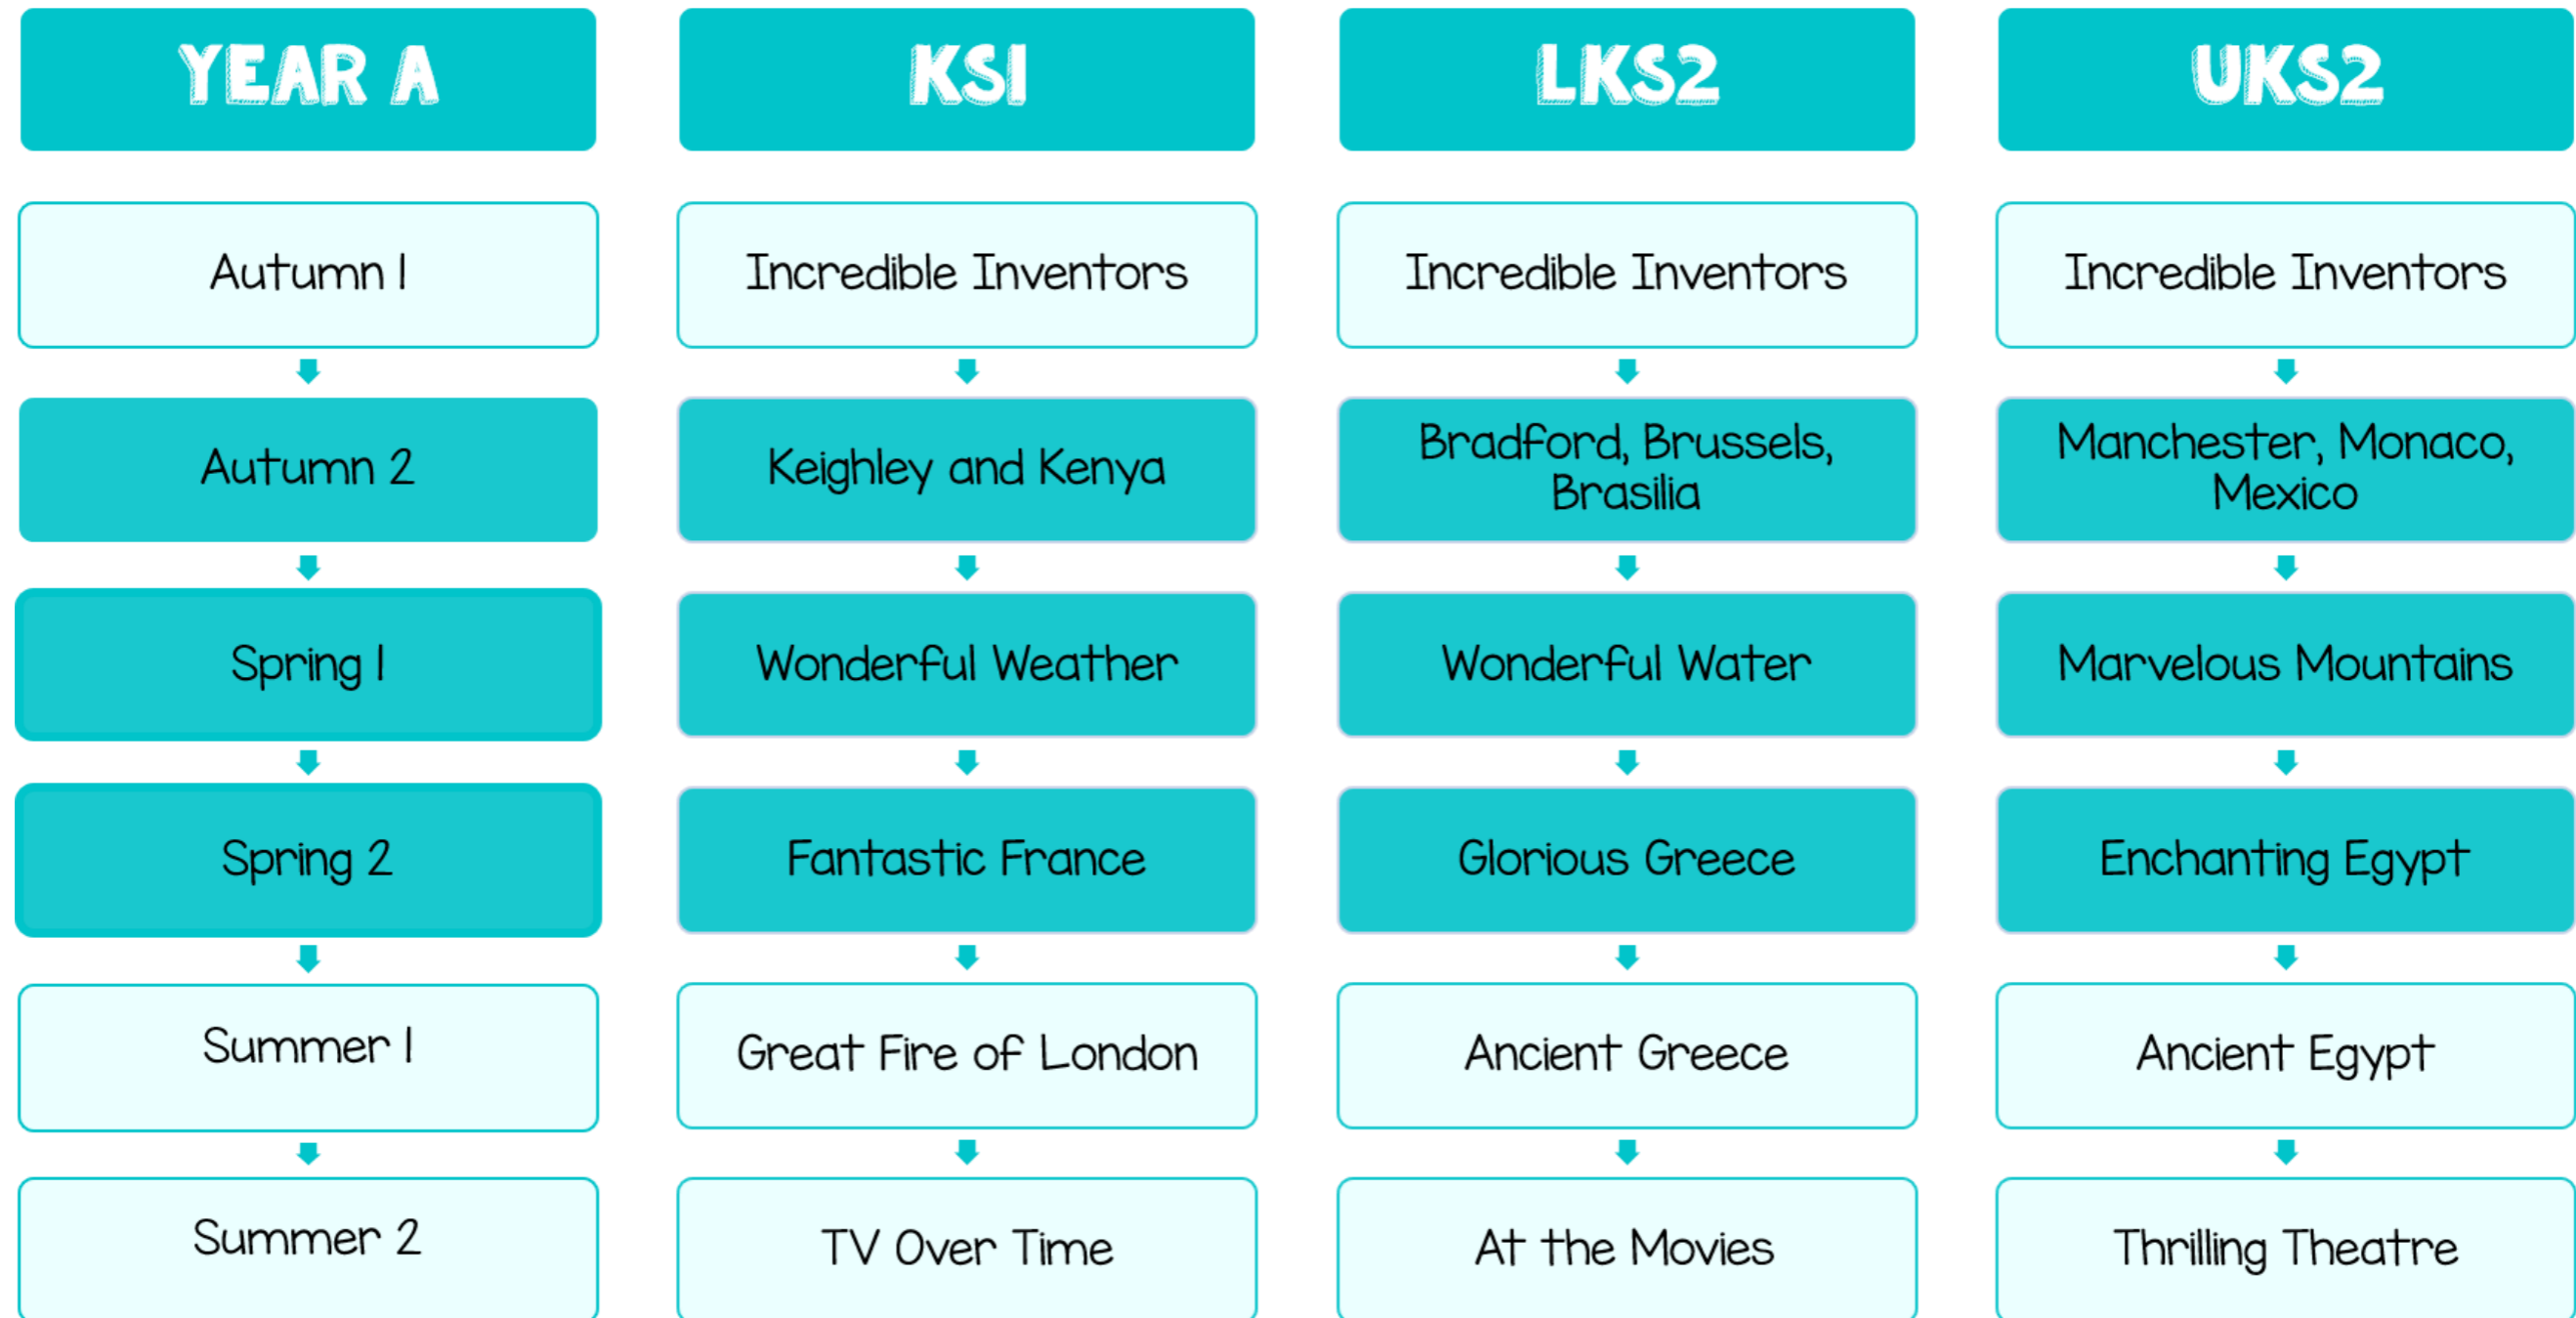 YEAR A
KS1
LKS2
UKS2
Autumn 1
Incredible Inventors
Incredible Inventors
Incredible Inventors
Autumn 2
Keighley and Kenya
Bradford, Brussels,
Brasilia
Manchester, Monaco,
Mexico
Spring 1
Wonderful Weather
Wonderful Water
Marvelous Mountains
Spring 2
Fantastic France
Glorious Greece
Enchanting Egypt
Summer 1
Great Fire of London
Ancient Greece
Ancient Egypt
Summer 2
TV Over Time
At the Movies
Thrilling Theatre